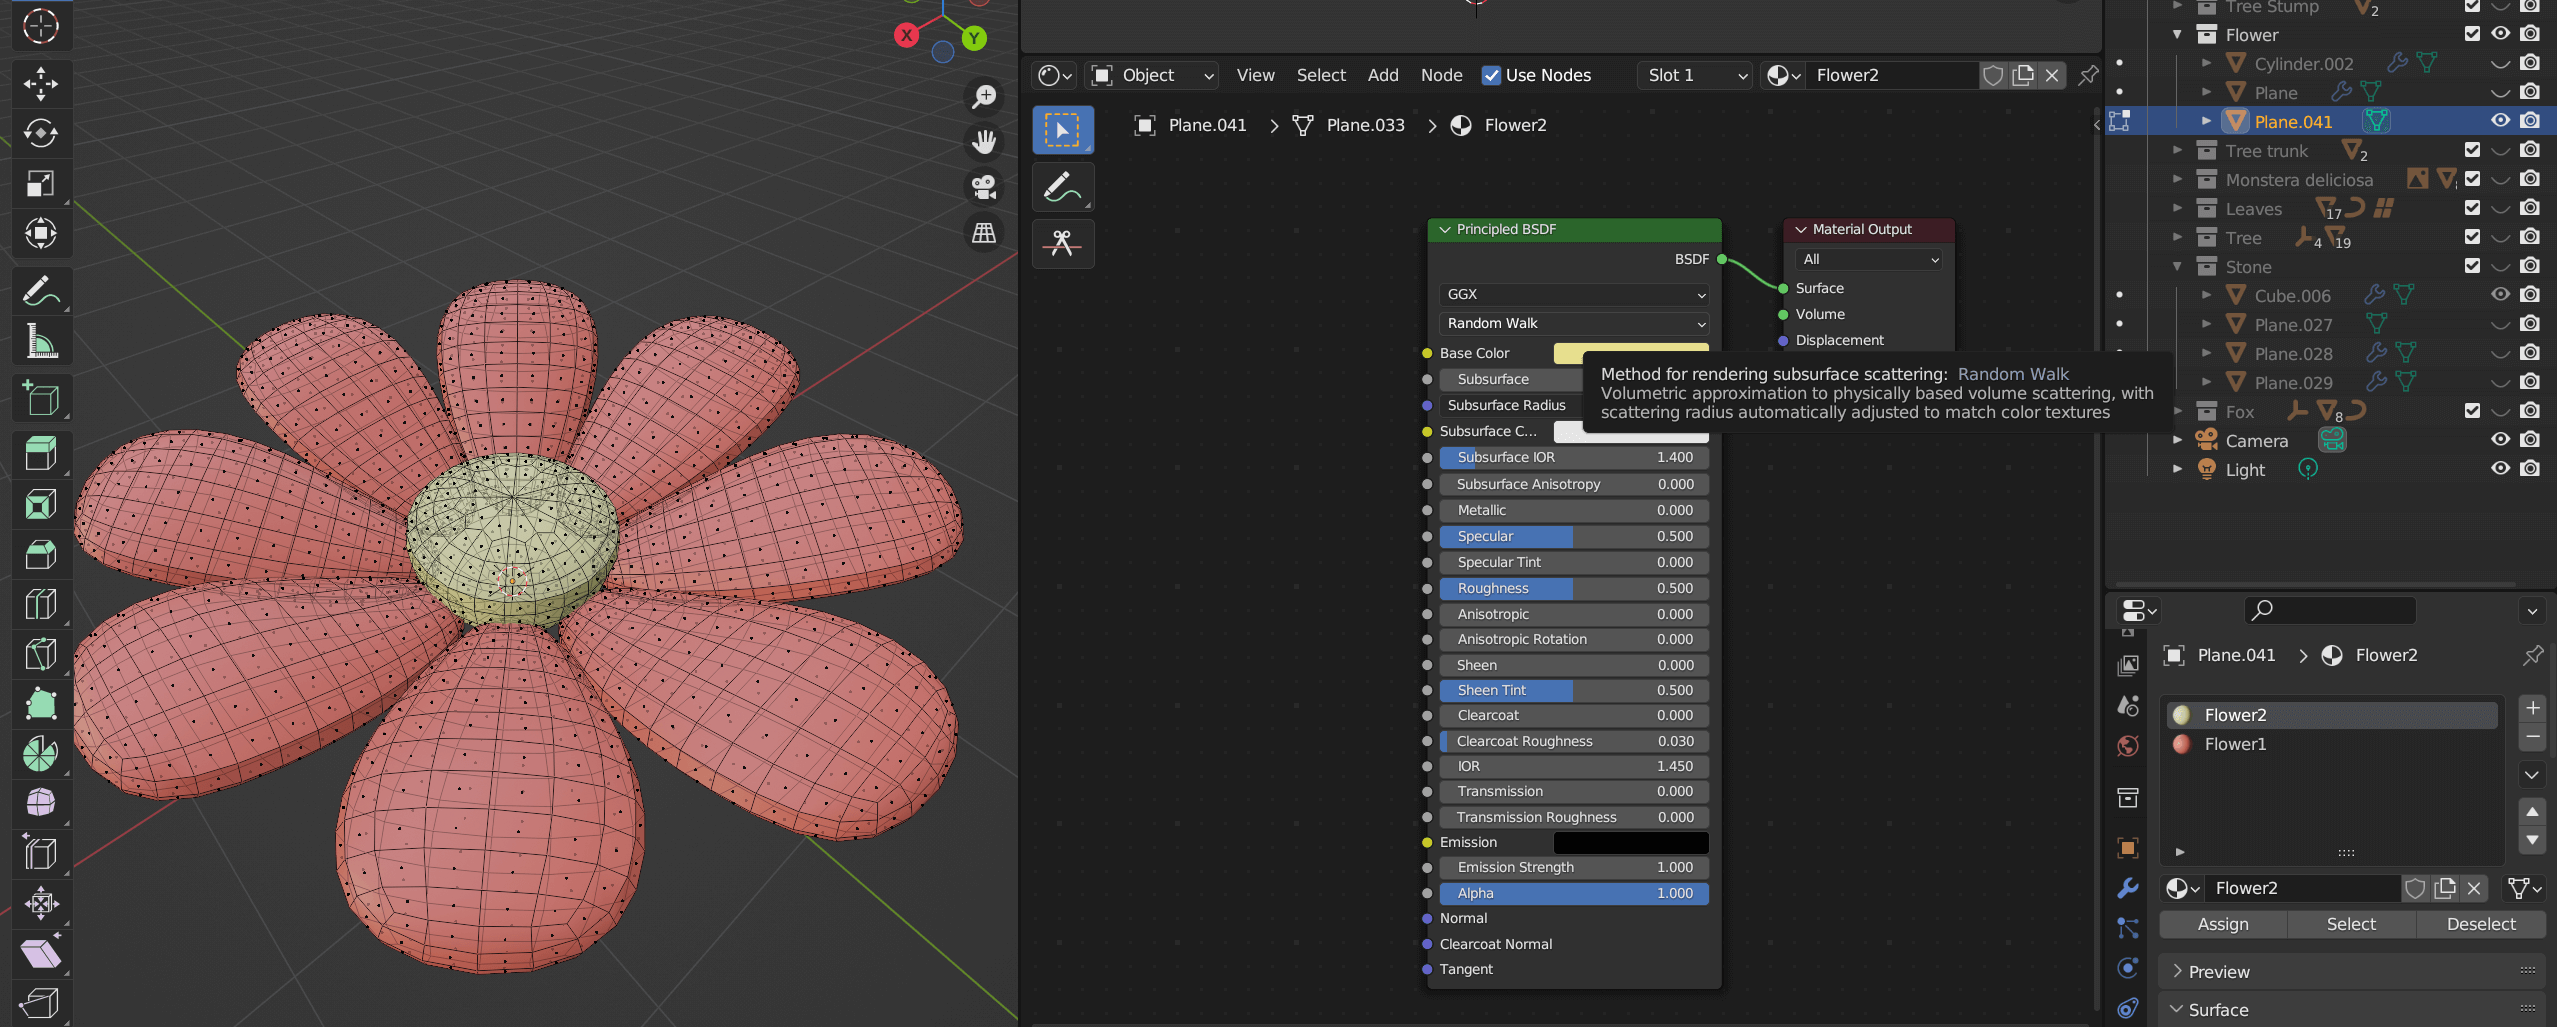 X
Y
Object
View
Select
Add
Node
Use Nodes
Slot 1
Flower2
Plane.041
Plane.033
Flower2
Principled BSDF
BSDF
GGX
Random Walk
Base Color
Subsurface
Subsurface Radius
Subsurface C...
Subsurface IOR 1.400
Subsurface Anisotropy 0.000
Metallic 0.000
Specular 0.500
Specular Tint 0.000
Roughness 0.500
Anisotropic 0.000
Anisotropic Rotation 0.000
Sheen 0.000
Sheen Tint 0.500
Clearcoat 0.000
Clearcoat Roughness 0.030
IOR 1.450
Transmission 0.000
Transmission Roughness 0.000
Emission
Emission Strength 1.000
Alpha 1.000
Normal
Clearcoat Normal
Tangent
Material Output
All
Surface
Volume
Displacement
Method for rendering subsurface scattering: Random Walk
Volumetric approximation to physically based volume scattering, with
scattering radius automatically adjusted to match color textures
Tree Stump 2
Flower
Cylinder.002
Plane
Plane.041
Tree trunk 2
Monstera deliciosa
Leaves 17
Tree 4 19
Stone
Cube.006
Plane.027
Plane.028
Plane.029
Fox 8
Camera
Light
Plane.041
Flower2
Flower2
Flower1
Flower2
Assign
Select
Deselect
Preview
Surface